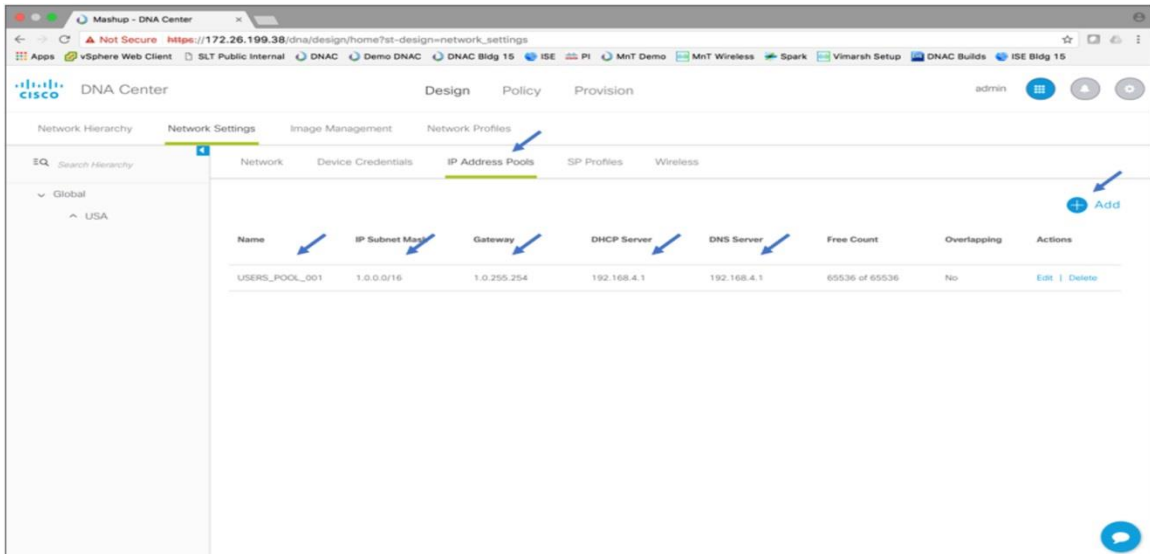 Mashup - DNA Center
Not Secure https://172.26.199.38/dna/design/home?st-design=network_settings
Apps vSphere Web Client SLT Public Internal DNAC Demo DNAC DNAC Bldg 15 ISE PI MnT Demo MnT Wireless Spark Vimarsh Setup DNAC Builds ISE Bldg 15
CISCO DNA Center Design Policy Provision admin
Network Hierarchy Network Settings Image Management Network Profiles
Search Hierarchy Network Device Credentials IP Address Pools SP Profiles Wireless
Global
USA
Add
Name IP Subnet Mask Gateway DHCP Server DNS Server Free Count Overlapping Actions
USERS_POOL_001 1.0.0.0/16 1.0.255.254 192.168.4.1 192.168.4.1 65536 of 65536 No Edit | Delete